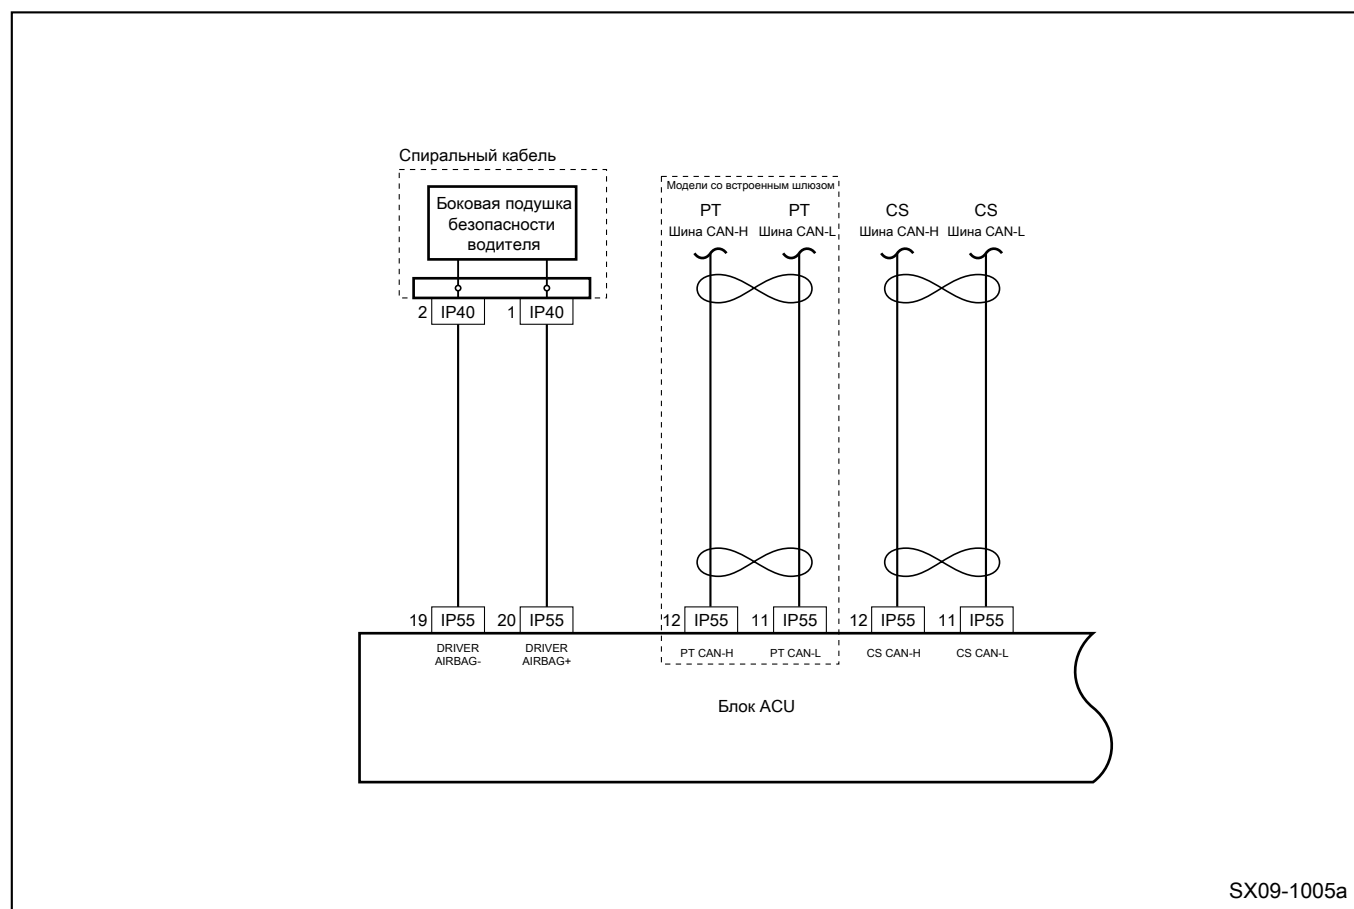 Спиральный кабель
Боковая подушка
безопасности
водителя
2 IP40 1 IP40
Модели со встроенным шлюзом
PT PT CS CS
Шина CAN-H Шина CAN-L Шина CAN-H Шина CAN-L
19 IP55 20 IP55 12 IP55 11 IP55 12 IP55 11 IP55
DRIVER
AIRBAG-
DRIVER
AIRBAG+
PT CAN-H PT CAN-L CS CAN-H CS CAN-L
Блок ACU
SX09-1005a